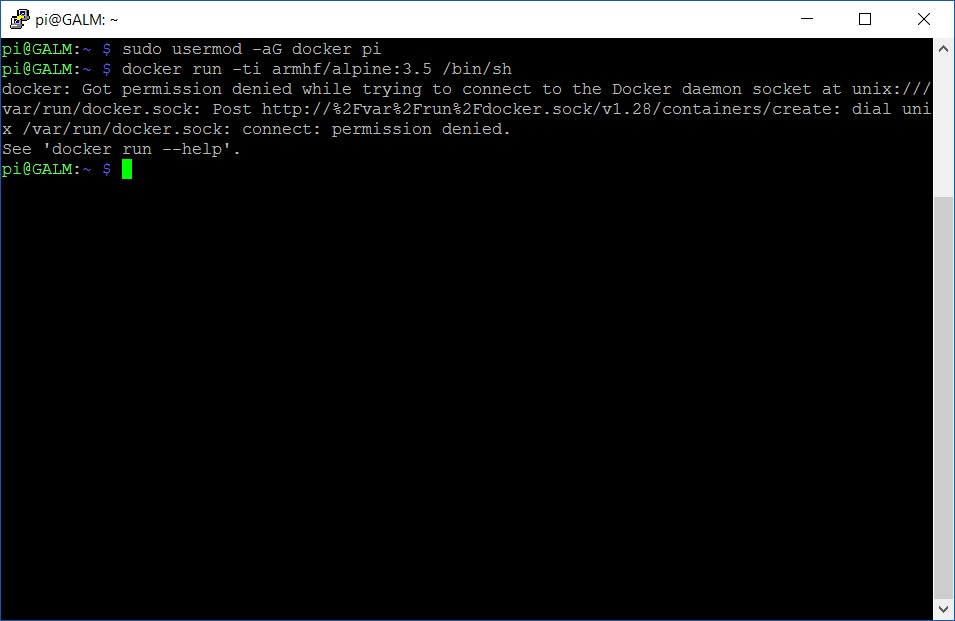 pi@GALM: ~
pi@GALM:~ $ sudo usermod -aG docker pi
pi@GALM:~ $ docker run -ti armhf/alpine:3.5 /bin/sh
docker: Got permission denied while trying to connect to the Docker daemon socket at unix:///
var/run/docker.sock: Post http://%2Fvar%2Frun%2Fdocker.sock/v1.28/containers/create: dial uni
x /var/run/docker.sock: connect: permission denied.
See 'docker run --help'.
pi@GALM:~ $